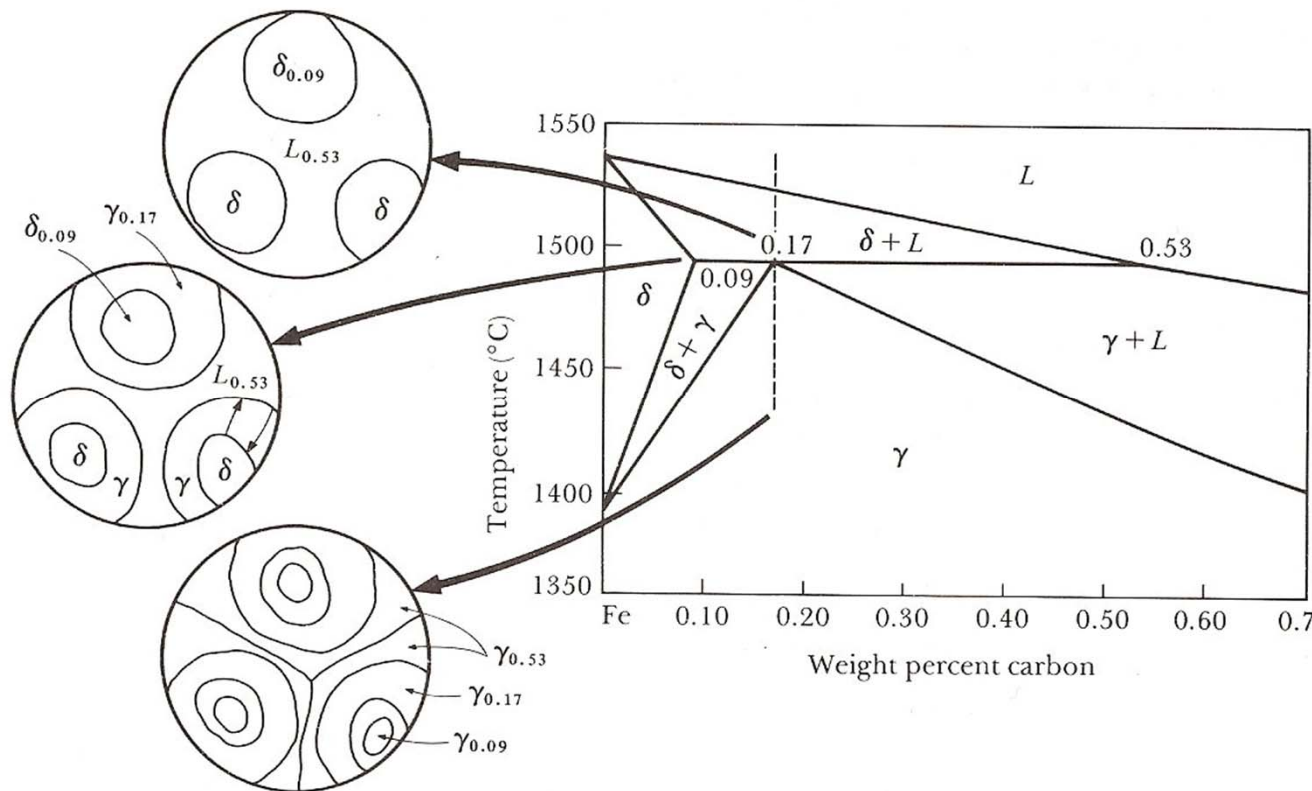 δ0.09
L0.53
δ δ
δ0.09
γ0.17
L0.53
δ γ γ δ
γ0.53
γ0.17
γ0.09
Temperature (°C)
1550
1500
1450
1400
1350
L
δ + L
0.17
0.53
0.09
δ
δ + γ
γ + L
γ
Fe 0.10 0.20 0.30 0.40 0.50 0.60 0.7
Weight percent carbon